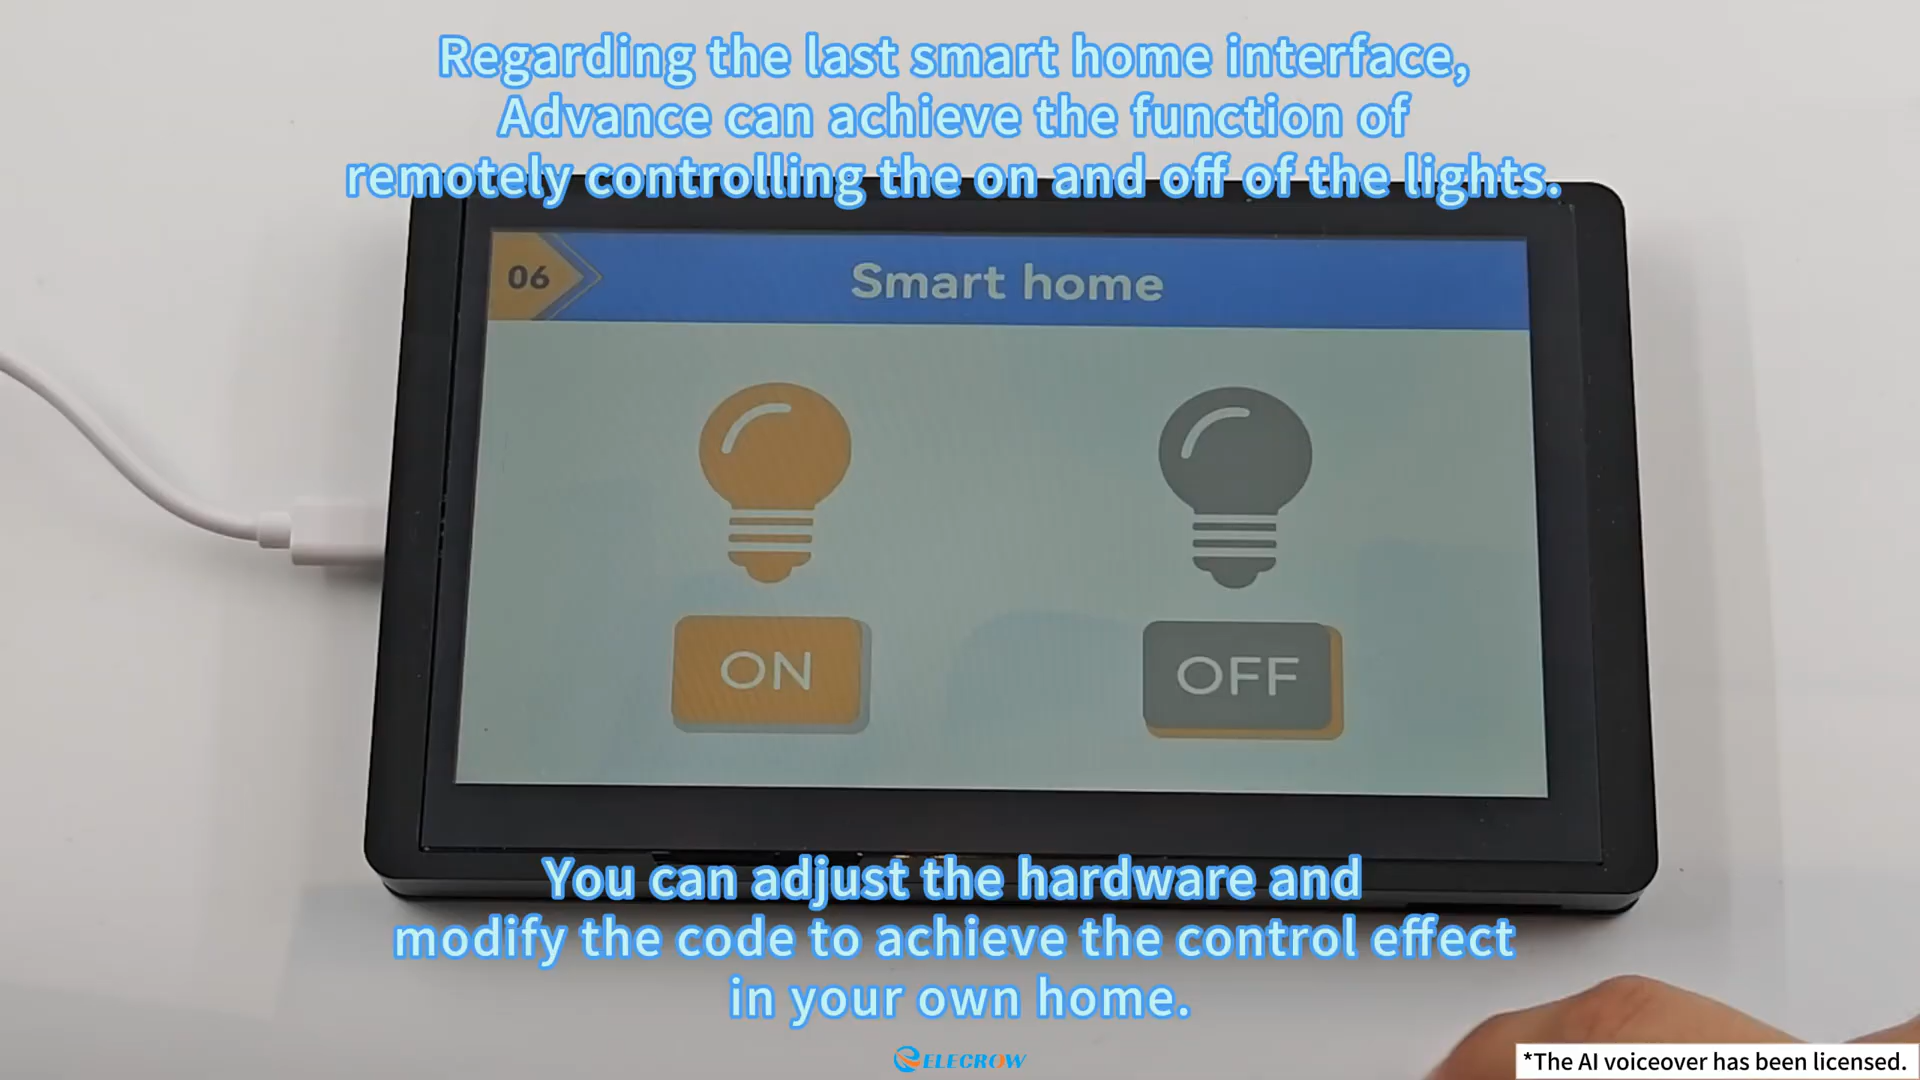 Regarding the last smart home interface,
Advance can achieve the function of
remotely controlling the on and off of the lights.
06
Smart home
ON
OFF
You can adjust the hardware and
modify the code to achieve the control effect
in your own home.
ELECROW
*The AI voiceover has been licensed.